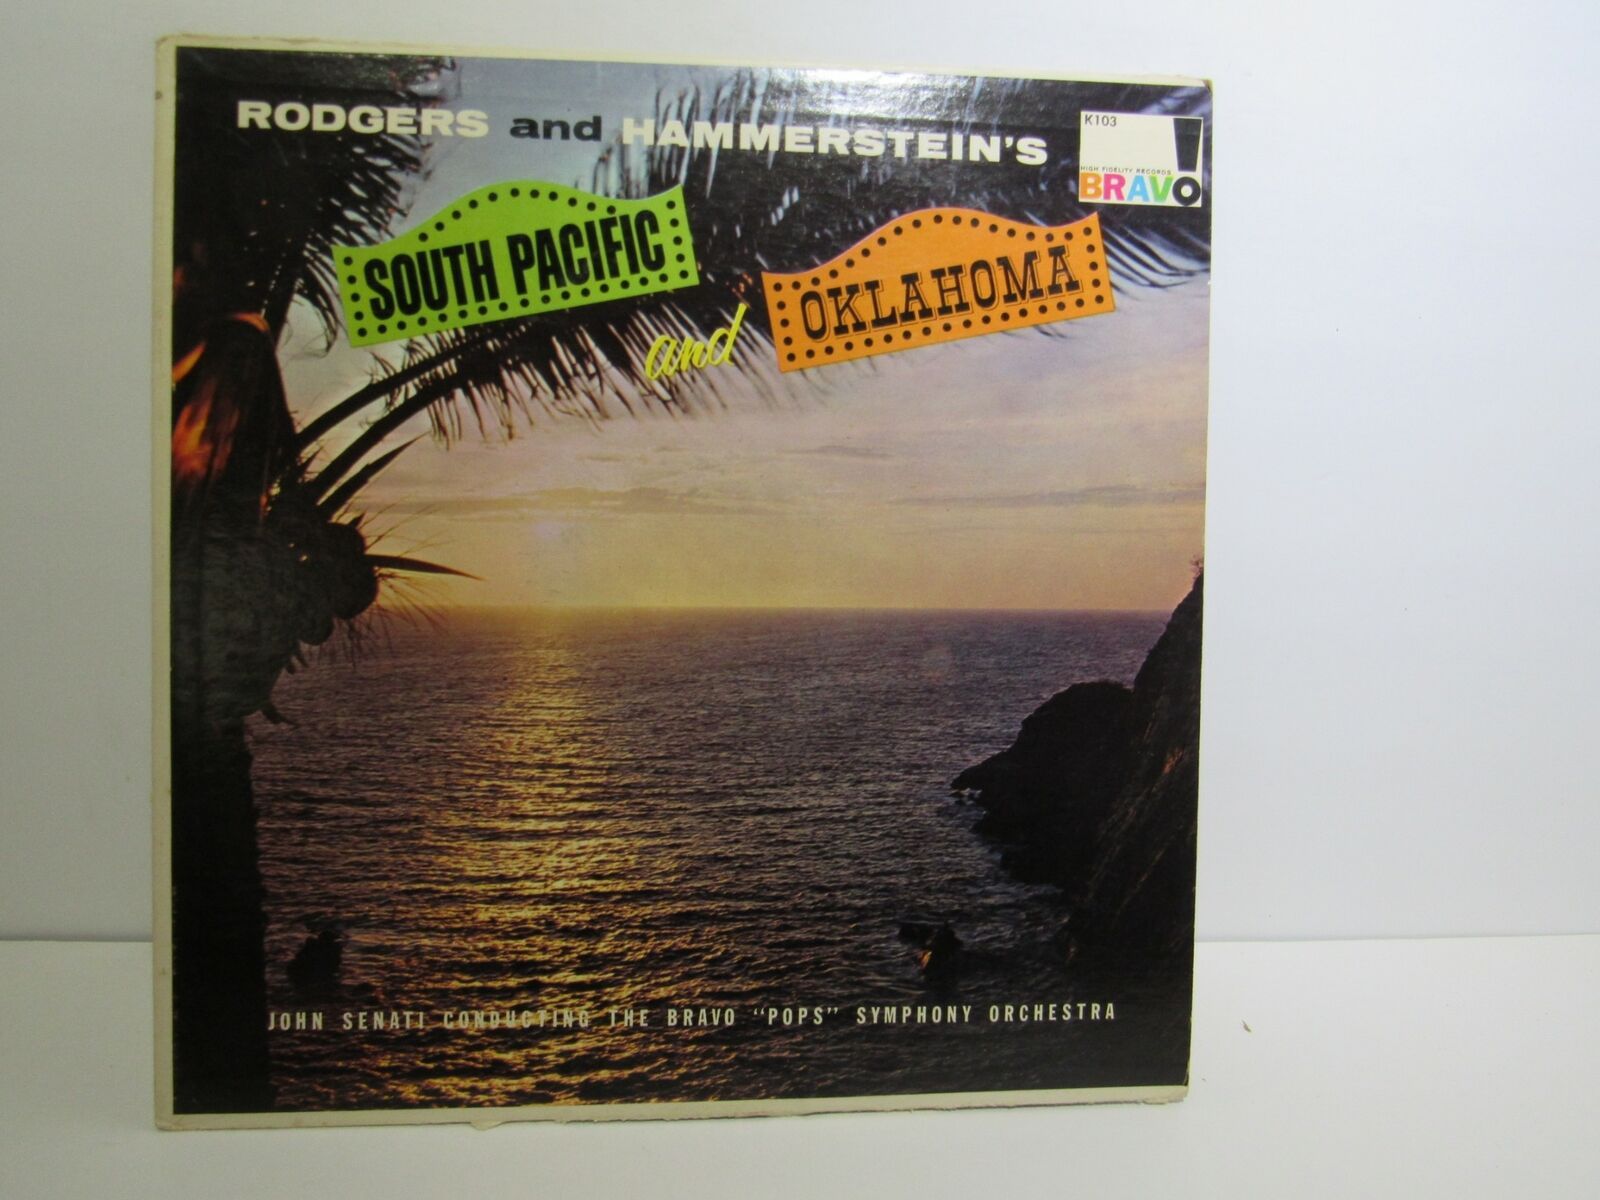 RODGERS and HAMMERSTEIN'S
K103
HIGH FIDELITY RECORDS
BRAVO!
SOUTH PACIFIC
and
OKLAHOMA
JOHN SENATI CONDUCTING THE BRAVO "POPS" SYMPHONY ORCHESTRA